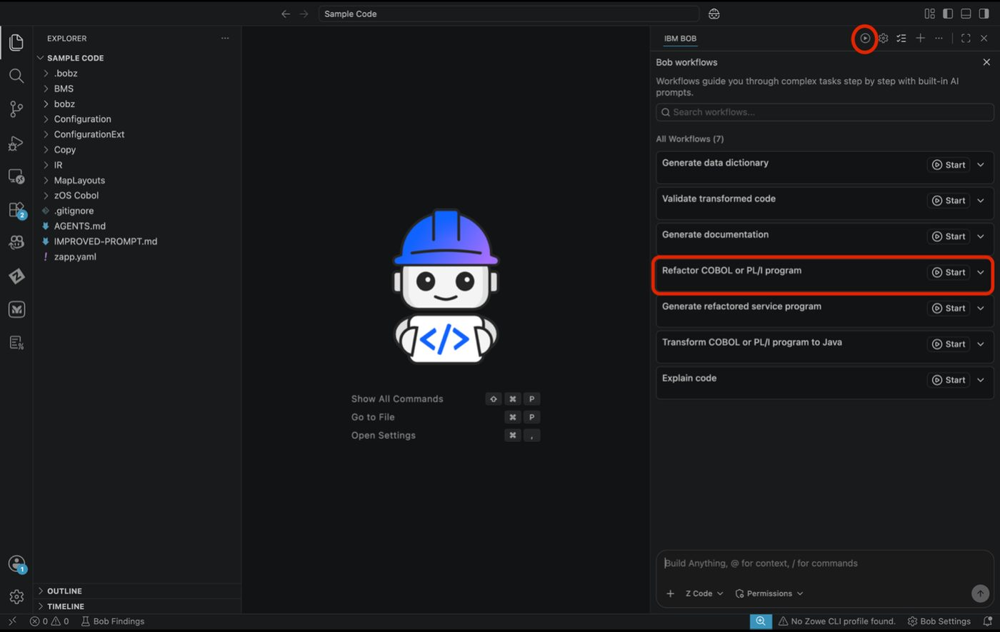 Sample Code
EXPLORER
SAMPLE CODE
.bobz
BMS
bobz
Configuration
ConfigurationExt
Copy
IR
MapLayouts
zOS Cobol
.gitignore
AGENTS.md
IMPROVED-PROMPT.md
! zapp.yaml
OUTLINE
TIMELINE
2
1
</>
Show All Commands ⇧ ⌘ P
Go to File ⌘ P
Open Settings ⌘ ,
IBM BOB
Bob workflows
Workflows guide you through complex tasks step by step with built-in AI
prompts.
Search workflows...
All Workflows (7)
Generate data dictionary Start
Validate transformed code Start
Generate documentation Start
Refactor COBOL or PL/I program Start
Generate refactored service program Start
Transform COBOL or PL/I program to Java Start
Explain code Start
Build Anything, @ for context, / for commands
Z Code Permissions
0 0 Bob Findings
No Zowe CLI profile found. Bob Settings